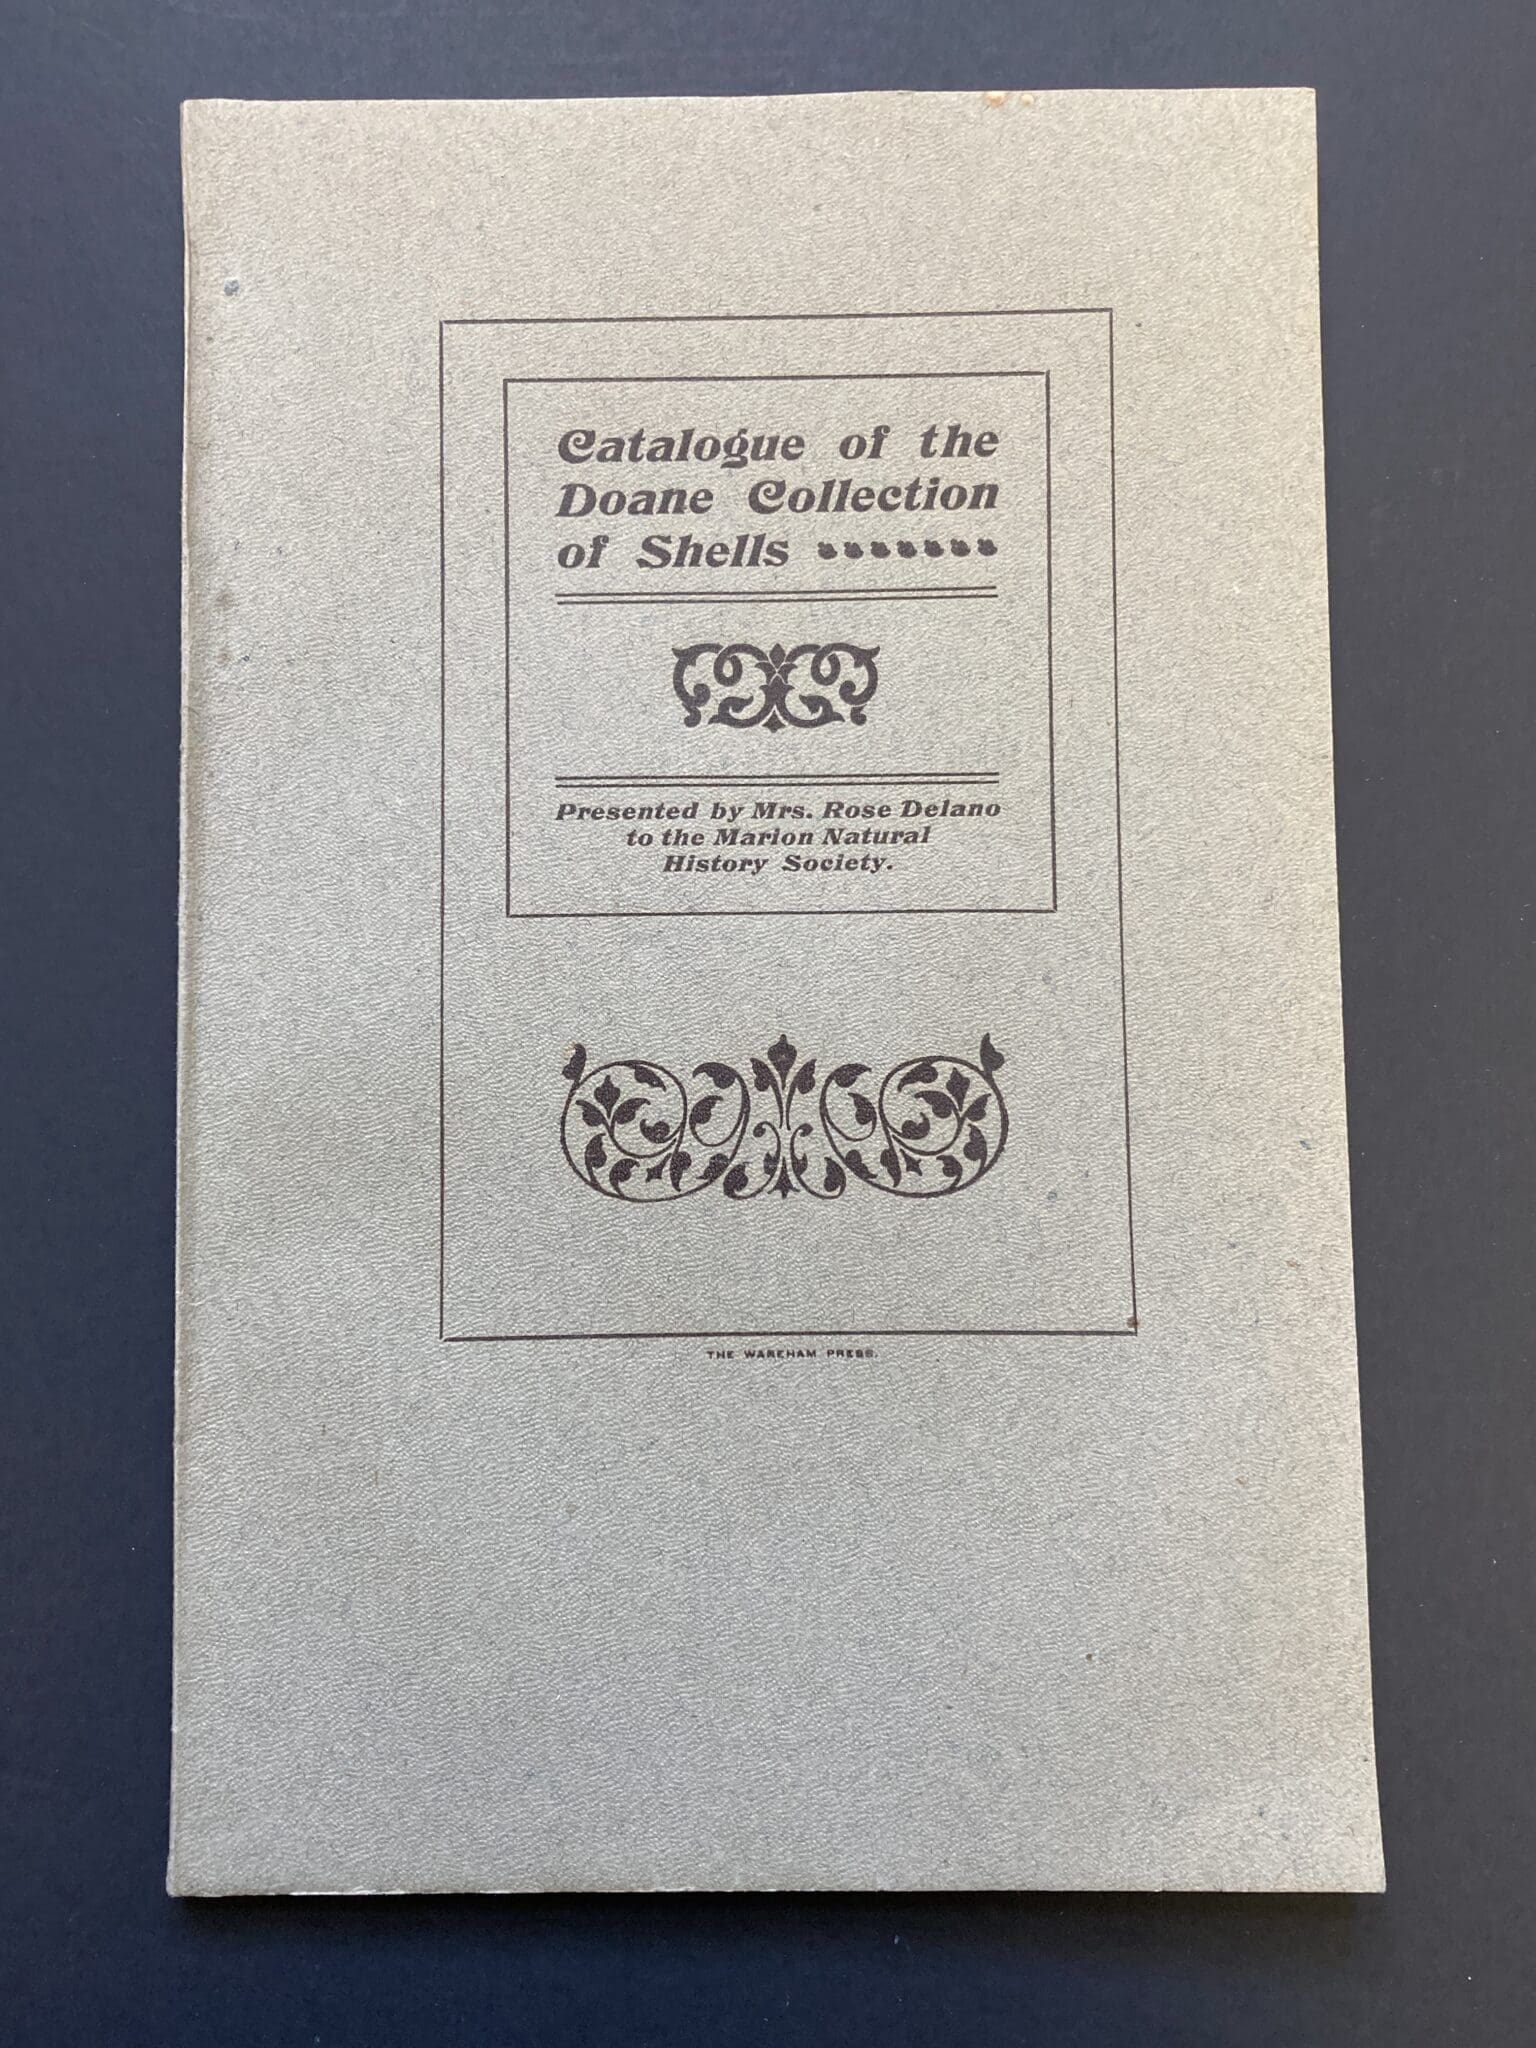 Catalogue of the
Doane Collection
of Shells
Presented by Mrs. Rose Delano
to the Marion Natural
History Society.
THE WAREHAM PRESS.